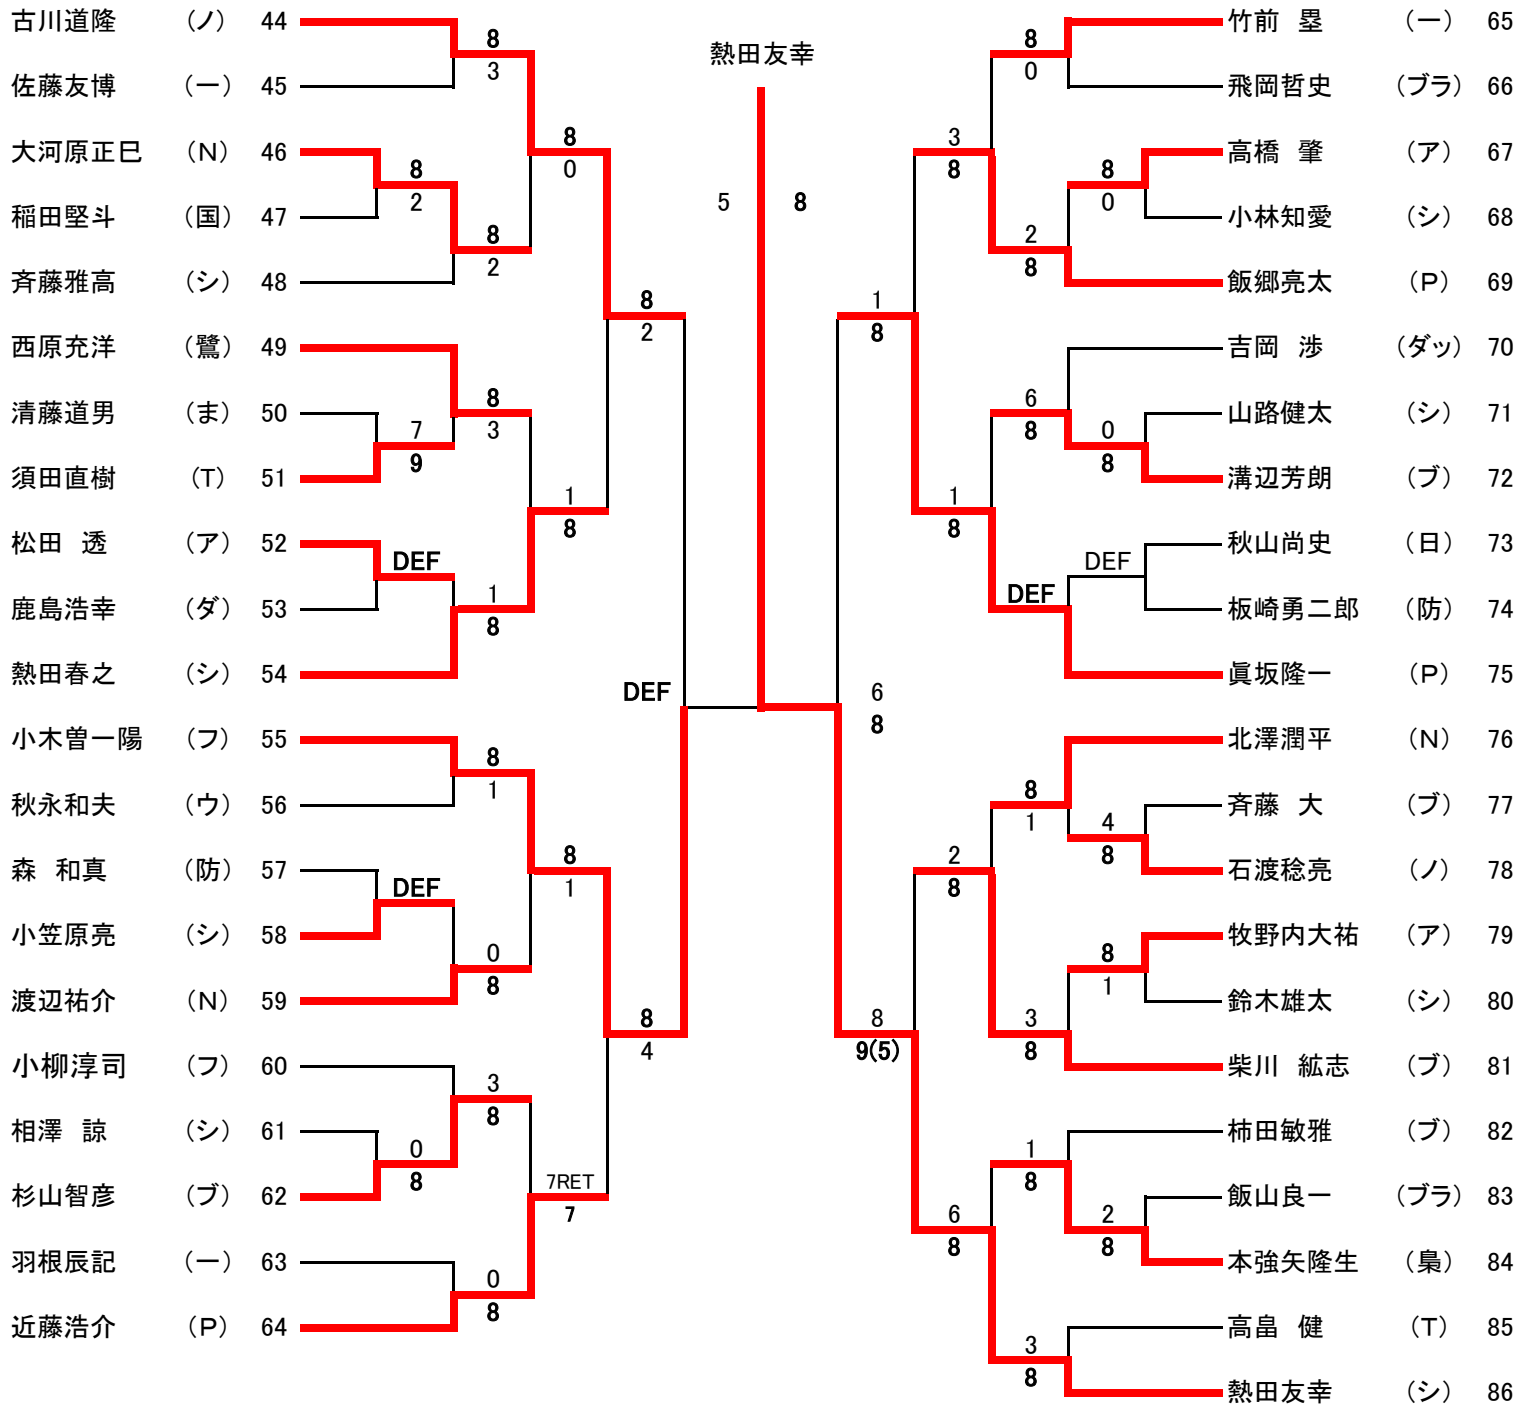 古川道隆 （ノ） 44
佐藤友博 （一） 45
大河原正巳 （N） 46
稲田堅斗 （国） 47
斉藤雅高 （シ） 48
西原充洋 （鷺） 49
清藤道男 （ま） 50
須田直樹 （T） 51
松田 透 （ア） 52
鹿島浩幸 （ダ） 53
熱田春之 （シ） 54
小木曽一陽 （フ） 55
秋永和夫 （ウ） 56
森 和真 （防） 57
小笠原亮 （シ） 58
渡辺祐介 （N） 59
小柳淳司 （フ） 60
相澤 諒 （シ） 61
杉山智彦 （ブ） 62
羽根辰記 （一） 63
近藤浩介 （P） 64
8
2
7
9
DEF
DEF
0
8
8
3
8
2
8
3
1
8
8
1
0
8
3
8
0
8
8
0
1
8
8
1
7RET
7
8
2
8
4
DEF
熱田友幸
5 8
6
8
1
8
8
9(5)
3
8
1
8
2
8
6
8
8
0
2
8
6
8
DEF
8
1
3
8
1
8
3
8
8
0
0
8
DEF
4
8
8
1
2
8
竹前 塁 （一） 65
飛岡哲史 （ブラ） 66
高橋 肇 （ア） 67
小林知愛 （シ） 68
飯郷亮太 （P） 69
吉岡 渉 （ダッ） 70
山路健太 （シ） 71
溝辺芳朗 （ブ） 72
秋山尚史 （日） 73
板崎勇二郎 （防） 74
眞坂隆一 （P） 75
北澤潤平 （N） 76
斉藤 大 （ブ） 77
石渡稔亮 （ノ） 78
牧野内大祐 （ア） 79
鈴木雄太 （シ） 80
柴川 紘志 （ブ） 81
柿田敏雅 （ブ） 82
飯山良一 （ブラ） 83
本強矢隆生 （梟） 84
高畠 健 （T） 85
熱田友幸 （シ） 86